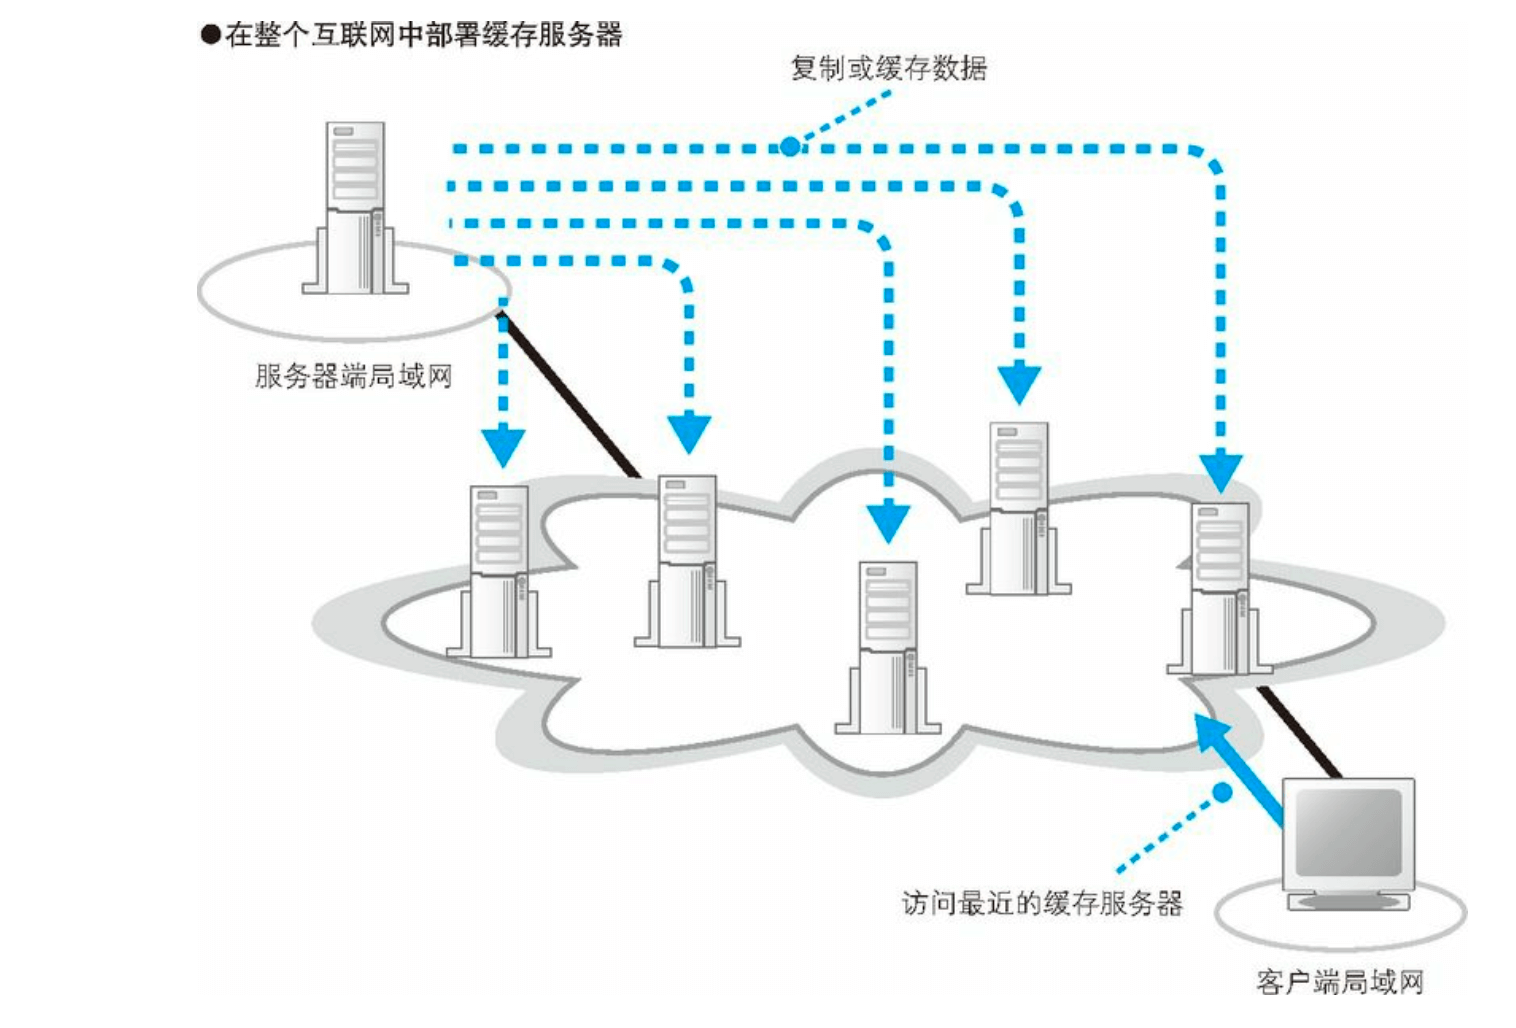 ●在整个互联网中部署缓存服务器
复制或缓存数据
服务器端局域网
访问最近的缓存服务器
客户端局域网